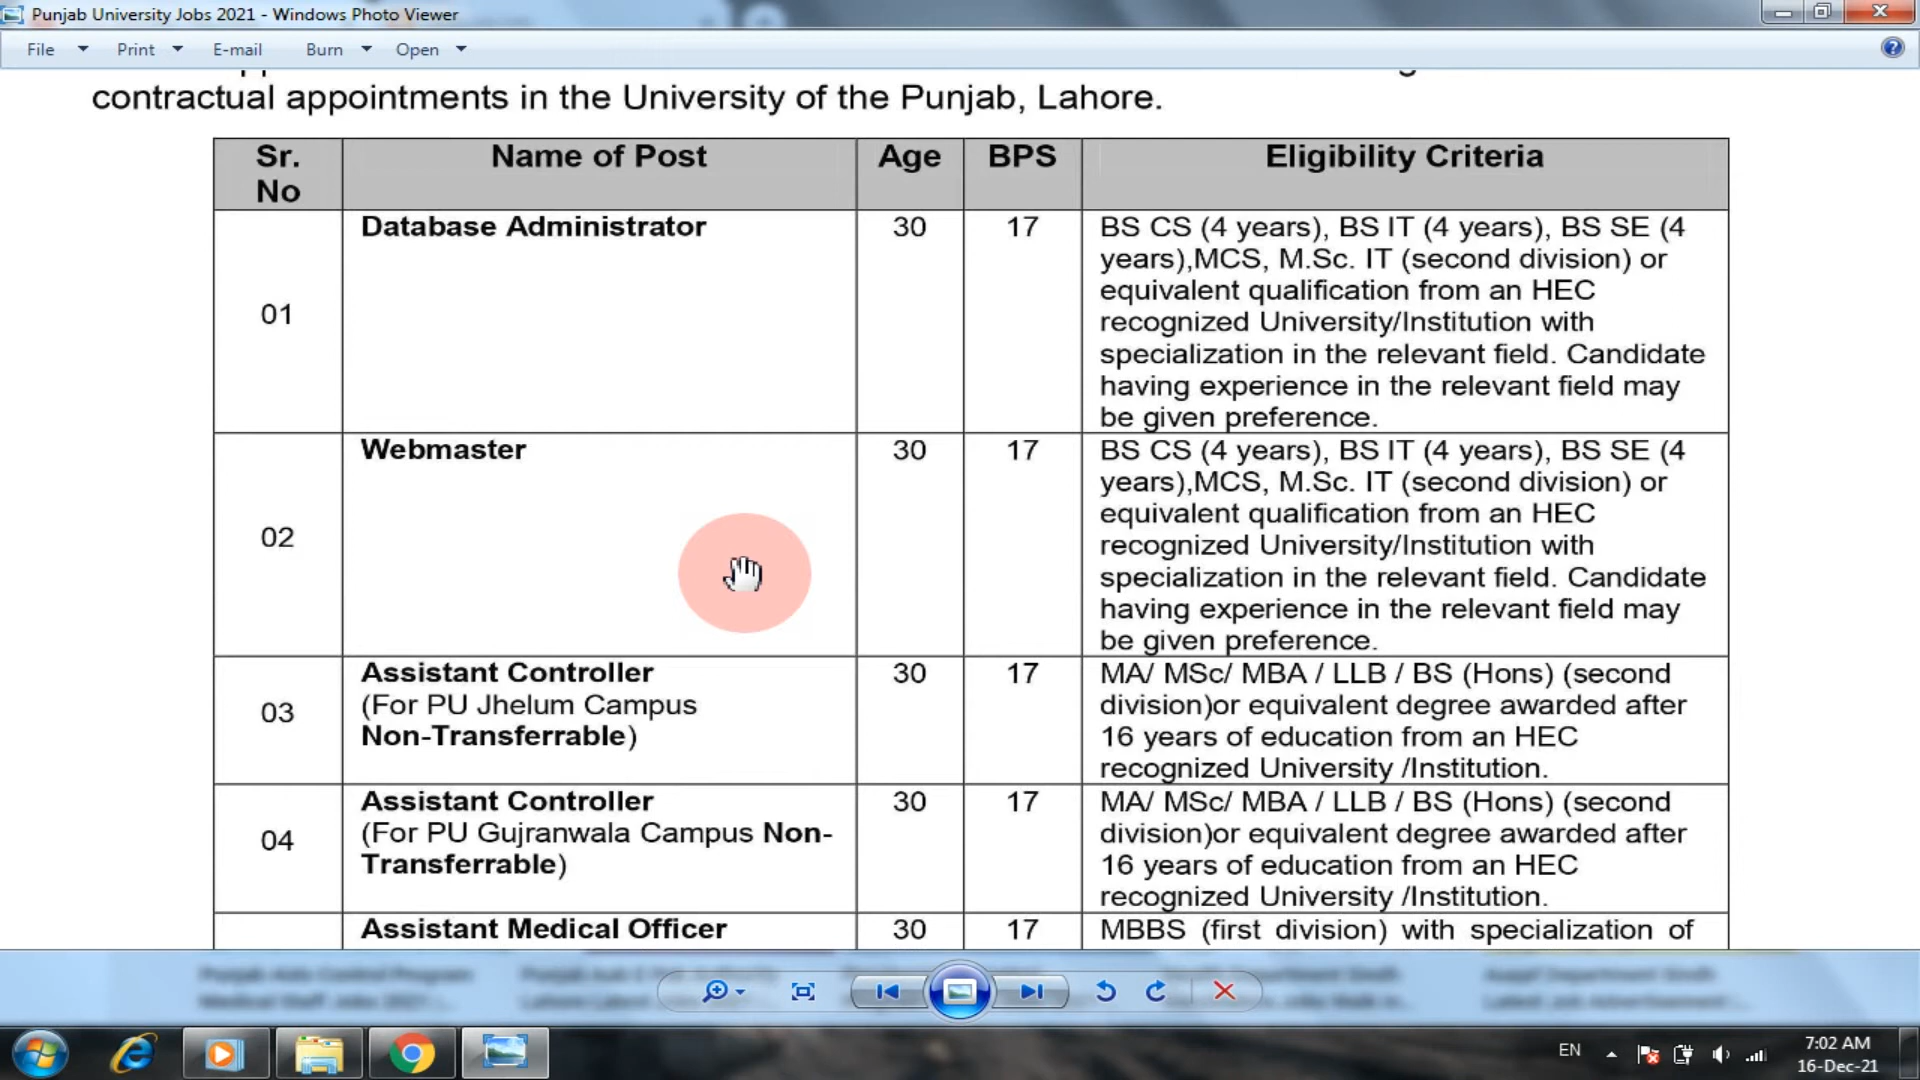 Punjab University Jobs 2021 - Windows Photo Viewer
File Print E-mail Burn Open
contractual appointments in the University of the Punjab, Lahore.
Sr. No Name of Post Age BPS Eligibility Criteria
01 Database Administrator 30 17 BS CS (4 years), BS IT (4 years), BS SE (4
years),MCS, M.Sc. IT (second division) or
equivalent qualification from an HEC
recognized University/Institution with
specialization in the relevant field. Candidate
having experience in the relevant field may
be given preference.
02 Webmaster 30 17 BS CS (4 years), BS IT (4 years), BS SE (4
years),MCS, M.Sc. IT (second division) or
equivalent qualification from an HEC
recognized University/Institution with
specialization in the relevant field. Candidate
having experience in the relevant field may
be given preference.
03 Assistant Controller 30 17 MA/ MSc/ MBA / LLB / BS (Hons) (second
(For PU Jhelum Campus division)or equivalent degree awarded after
Non-Transferrable) 16 years of education from an HEC
recognized University /Institution.
04 Assistant Controller 30 17 MA/ MSc/ MBA / LLB / BS (Hons) (second
(For PU Gujranwala Campus Non- division)or equivalent degree awarded after
Transferrable) 16 years of education from an HEC
recognized University /Institution.
Assistant Medical Officer 30 17 MBBS (first division) with specialization of
EN 7:02 AM
16-Dec-21